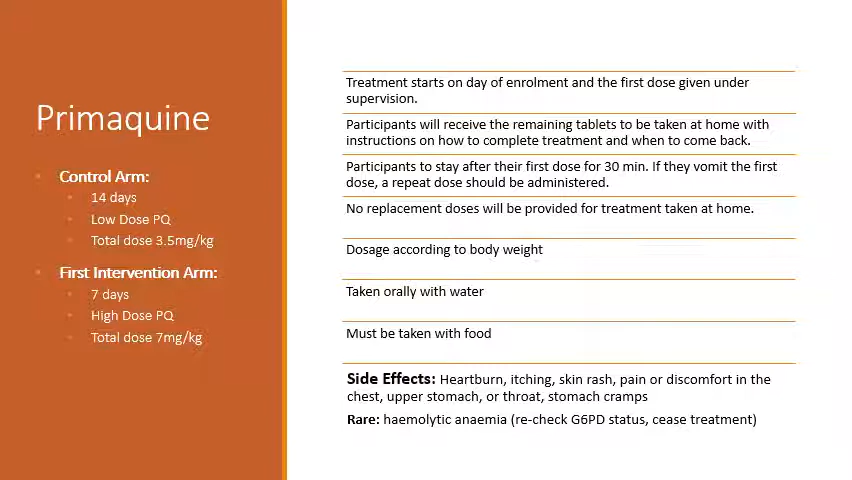 Primaquine
Control Arm:
14 days
Low Dose PQ
Total dose 3.5mg/kg
First Intervention Arm:
7 days
High Dose PQ
Total dose 7mg/kg
Treatment starts on day of enrolment and the first dose given under
supervision.
Participants will receive the remaining tablets to be taken at home with
instructions on how to complete treatment and when to come back.
Participants to stay after their first dose for 30 min. If they vomit the first
dose, a repeat dose should be administered.
No replacement doses will be provided for treatment taken at home.
Dosage according to body weight
Taken orally with water
Must be taken with food
Side Effects: Heartburn, itching, skin rash, pain or discomfort in the
chest, upper stomach, or throat, stomach cramps
Rare: haemolytic anaemia (re-check G6PD status, cease treatment)